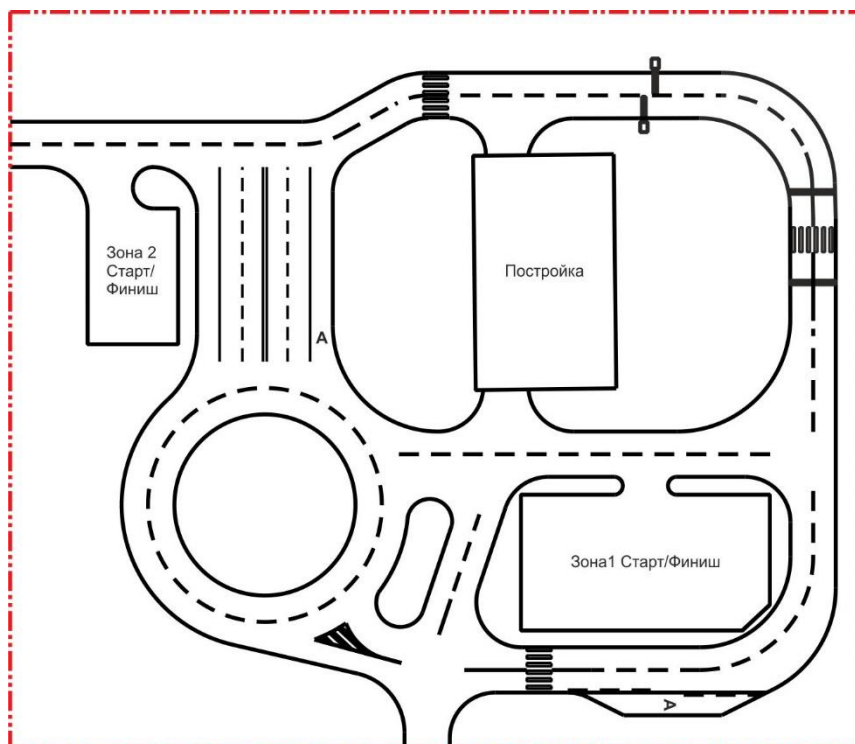 Зона 2
Старт/
Финиш
Постройка
А
Зона1 Старт/Финиш
А